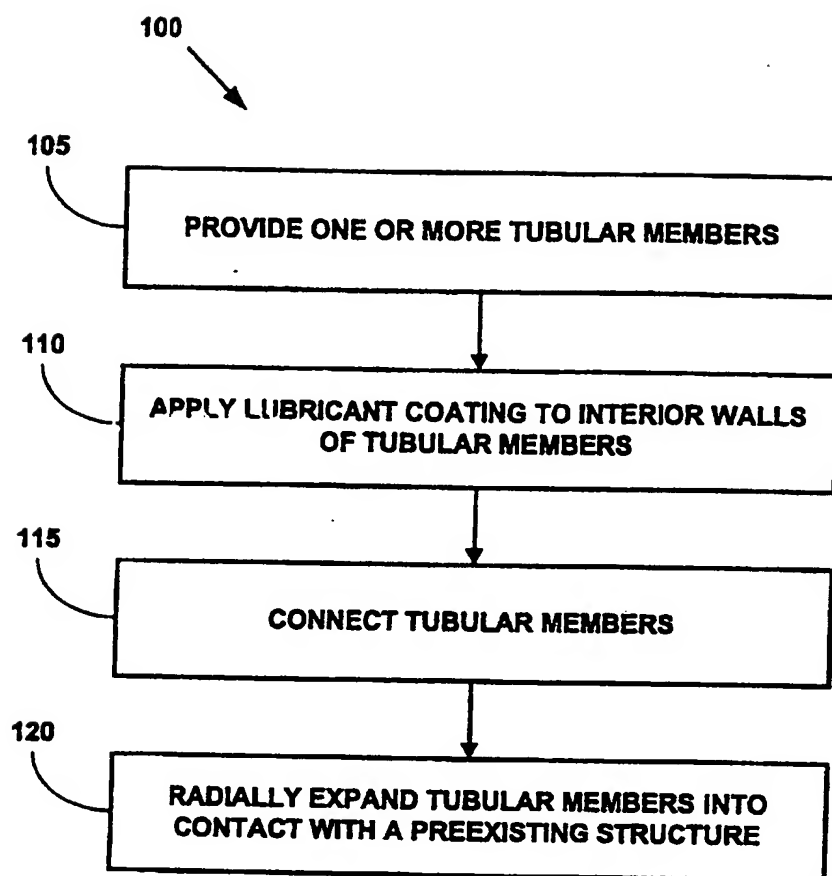 100
105
PROVIDE ONE OR MORE TUBULAR MEMBERS
110
APPLY LUBRICANT COATING TO INTERIOR WALLS
OF TUBULAR MEMBERS
115
CONNECT TUBULAR MEMBERS
120
RADIALLY EXPAND TUBULAR MEMBERS INTO
CONTACT WITH A PREEXISTING STRUCTURE